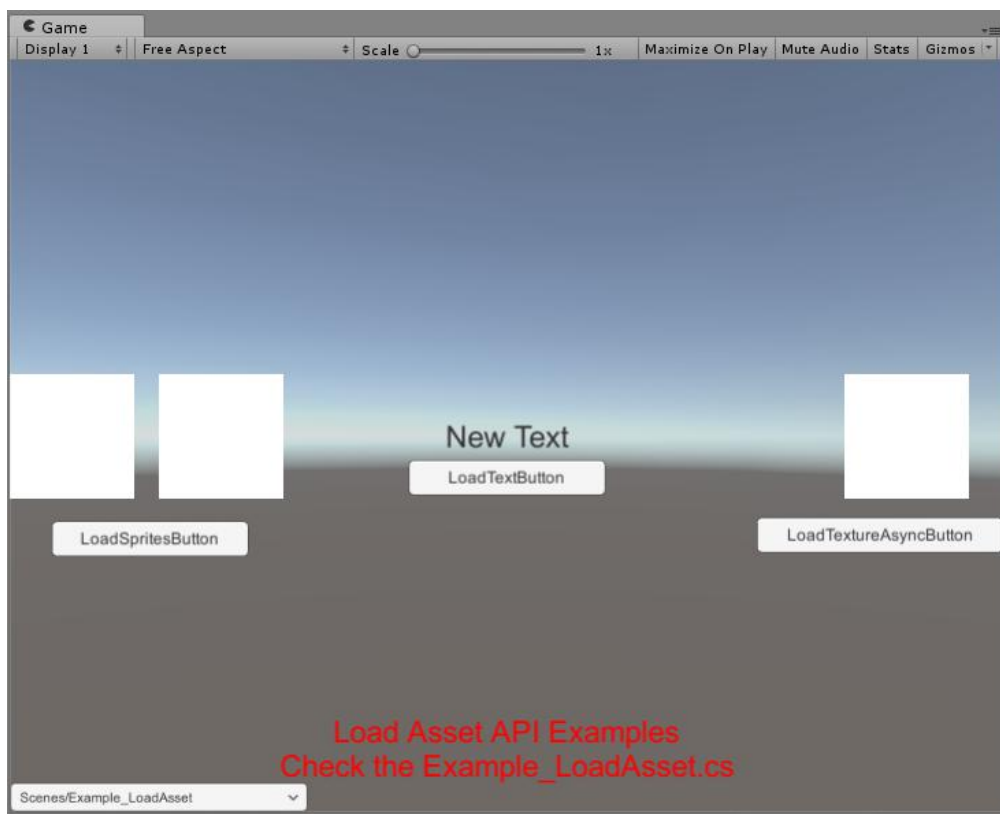 Game
Display 1 Free Aspect Scale 1x Maximize On Play Mute Audio Stats Gizmos
New Text
LoadTextButton
LoadSpritesButton
LoadTextureAsyncButton
Load Asset API Examples
Check the Example_LoadAsset.cs
Scenes/Example_LoadAsset